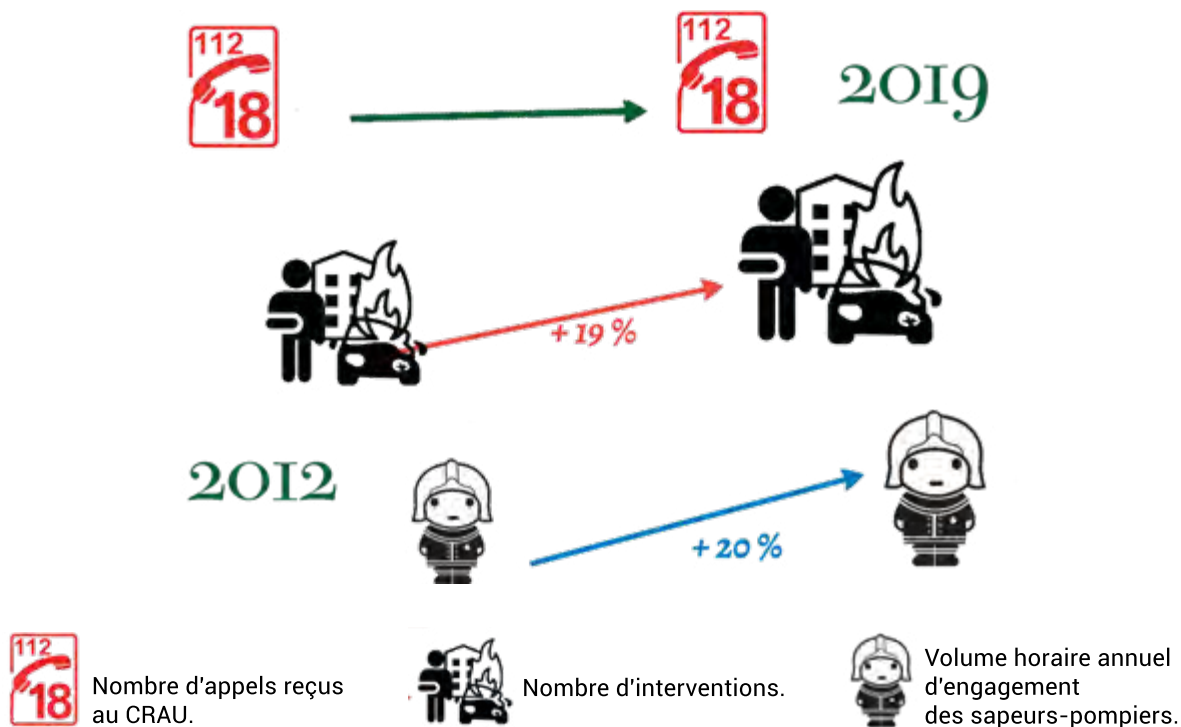 112
18
112
18
2019
+ 19 %
2012
+ 20 %
112
18
Nombre d'appels reçus
au CRAU.
Nombre d'interventions.
Volume horaire annuel
d'engagement
des sapeurs-pompiers.